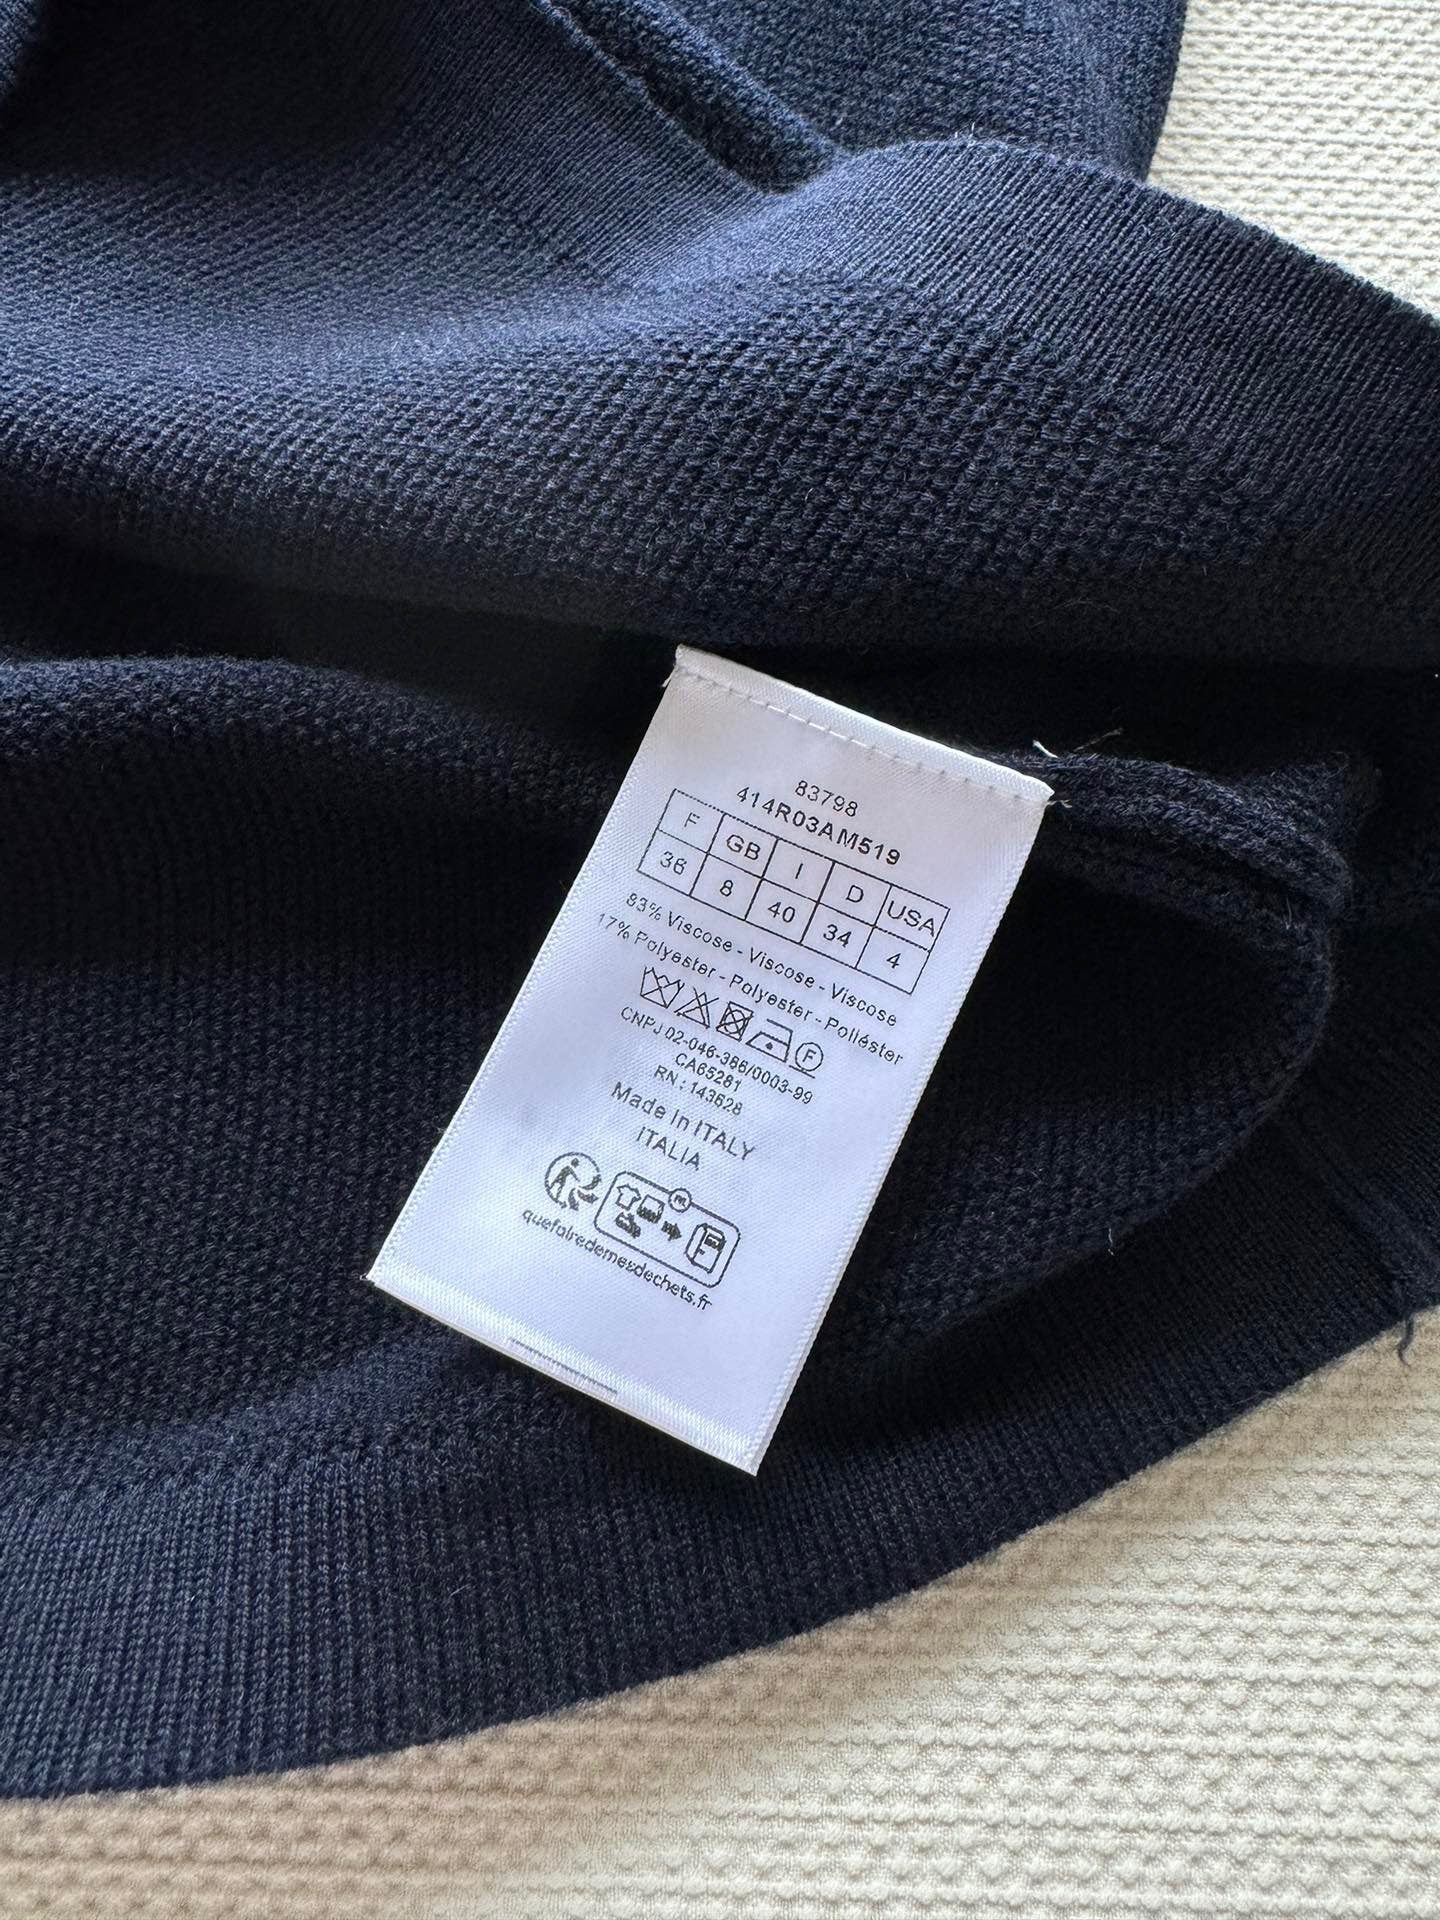 83798
414R03AM519
F GB I D USA
36 8 40 34 4
83% Viscose - Viscose - Viscose
17% Polyester - Polyester - Poliéster
F
CNPJ 02-046-386/0003-99
CA65281
RN : 143628
Made in ITALY
ITALIA
quefairedemesdechets.fr